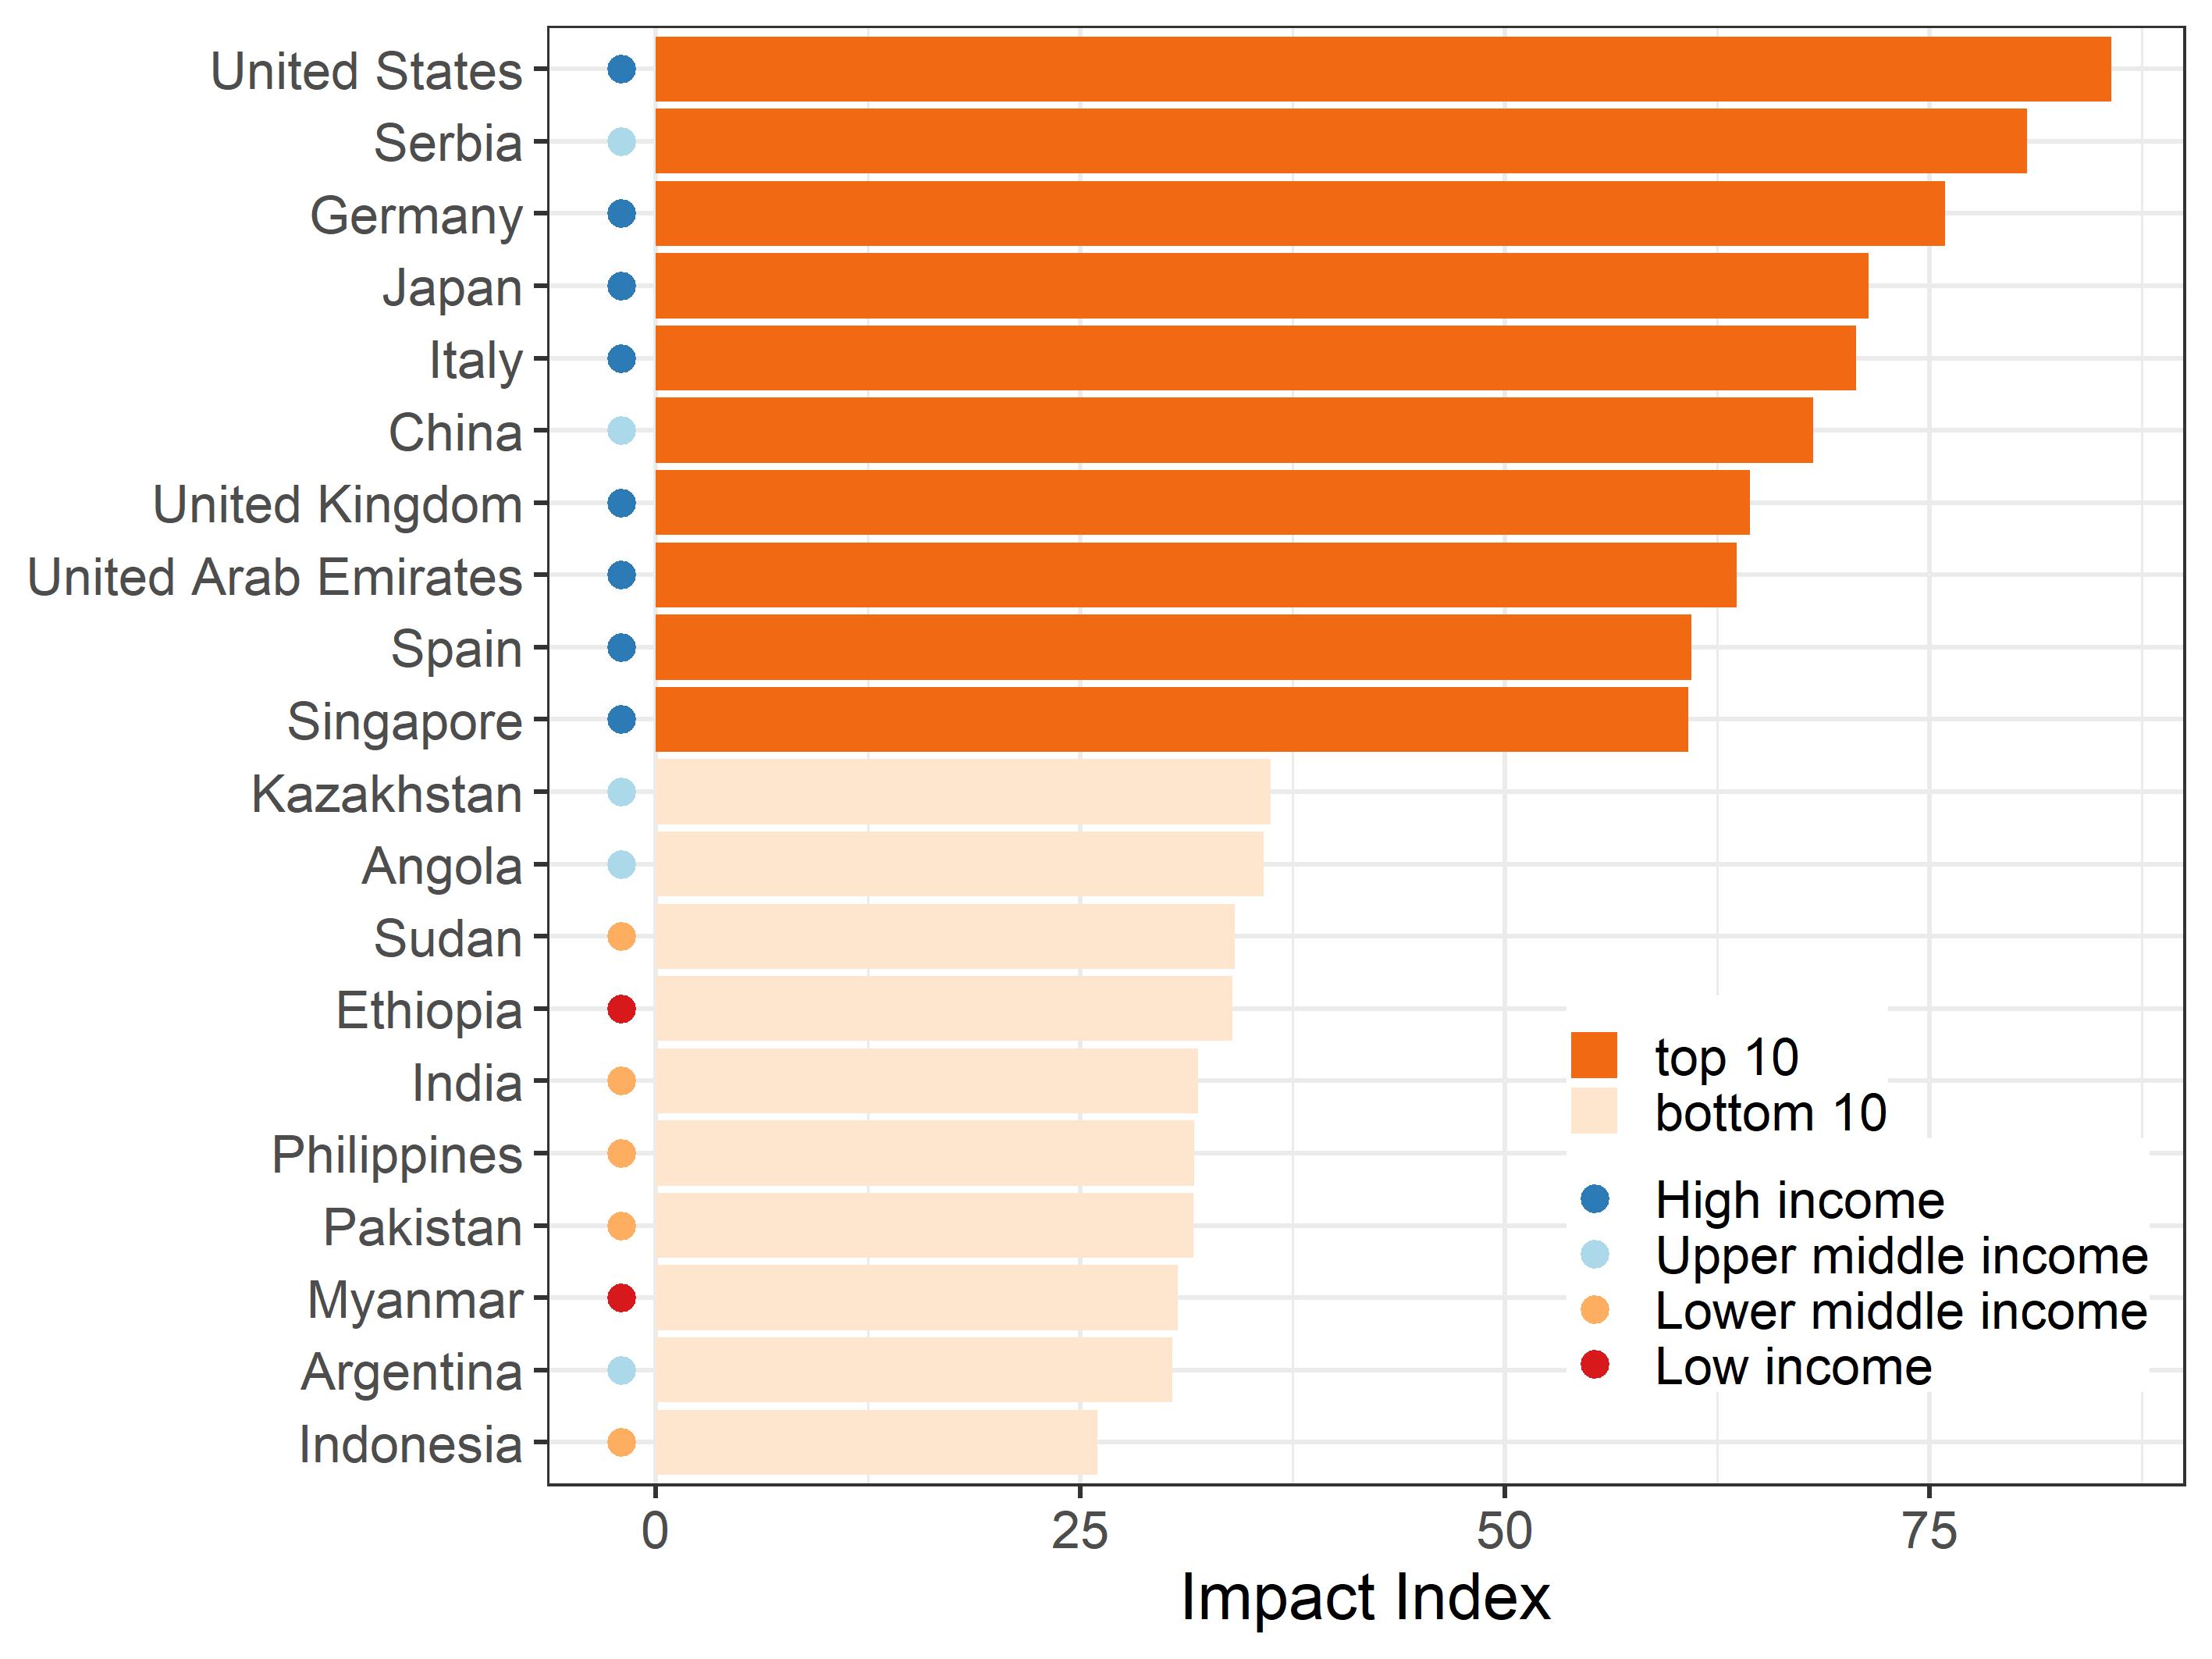 United States
Serbia
Germany
Japan
Italy
China
United Kingdom
United Arab Emirates
Spain
Singapore
Kazakhstan
Angola
Sudan
Ethiopia
India
Philippines
Pakistan
Myanmar
Argentina
Indonesia
top 10
bottom 10
High income
Upper middle income
Lower middle income
Low income
0 25 50 75
Impact Index